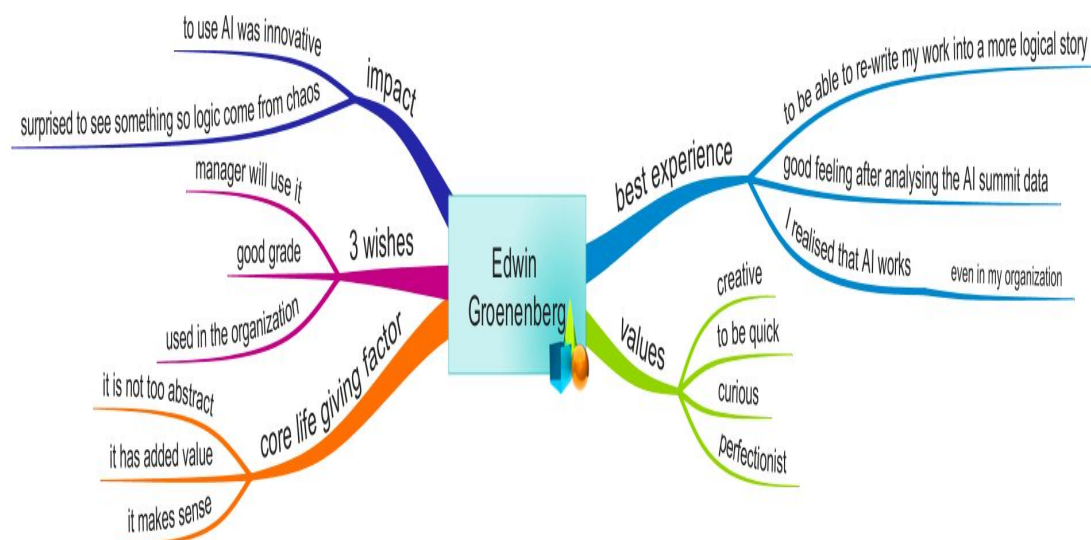 Edwin
Groenenberg
impact
to use AI was innovative
surprised to see something so logic come from chaos
3 wishes
manager will use it
good grade
used in the organization
core life giving factor
it is not too abstract
it has added value
it makes sense
best experience
to be able to re-write my work into a more logical story
good feeling after analysing the AI summit data
I realised that AI works
even in my organization
values
creative
to be quick
curious
perfectionist